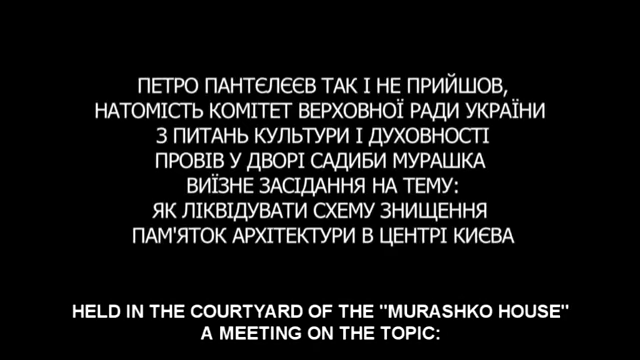 ПЕТРО ПАНТЄЛЄЄВ ТАК І НЕ ПРИЙШОВ,
НАТОМІСТЬ КОМІТЕТ ВЕРХОВНОЇ РАДИ УКРАЇНИ
З ПИТАНЬ КУЛЬТУРИ І ДУХОВНОСТІ
ПРОВІВ У ДВОРІ САДИБИ МУРАШКА
ВИЇЗНЕ ЗАСІДАННЯ НА ТЕМУ:
ЯК ЛІКВІДУВАТИ СХЕМУ ЗНИЩЕННЯ
ПАМ'ЯТОК АРХІТЕКТУРИ В ЦЕНТРІ КИЄВА
HELD IN THE COURTYARD OF THE "MURASHKO HOUSE"
A MEETING ON THE TOPIC: